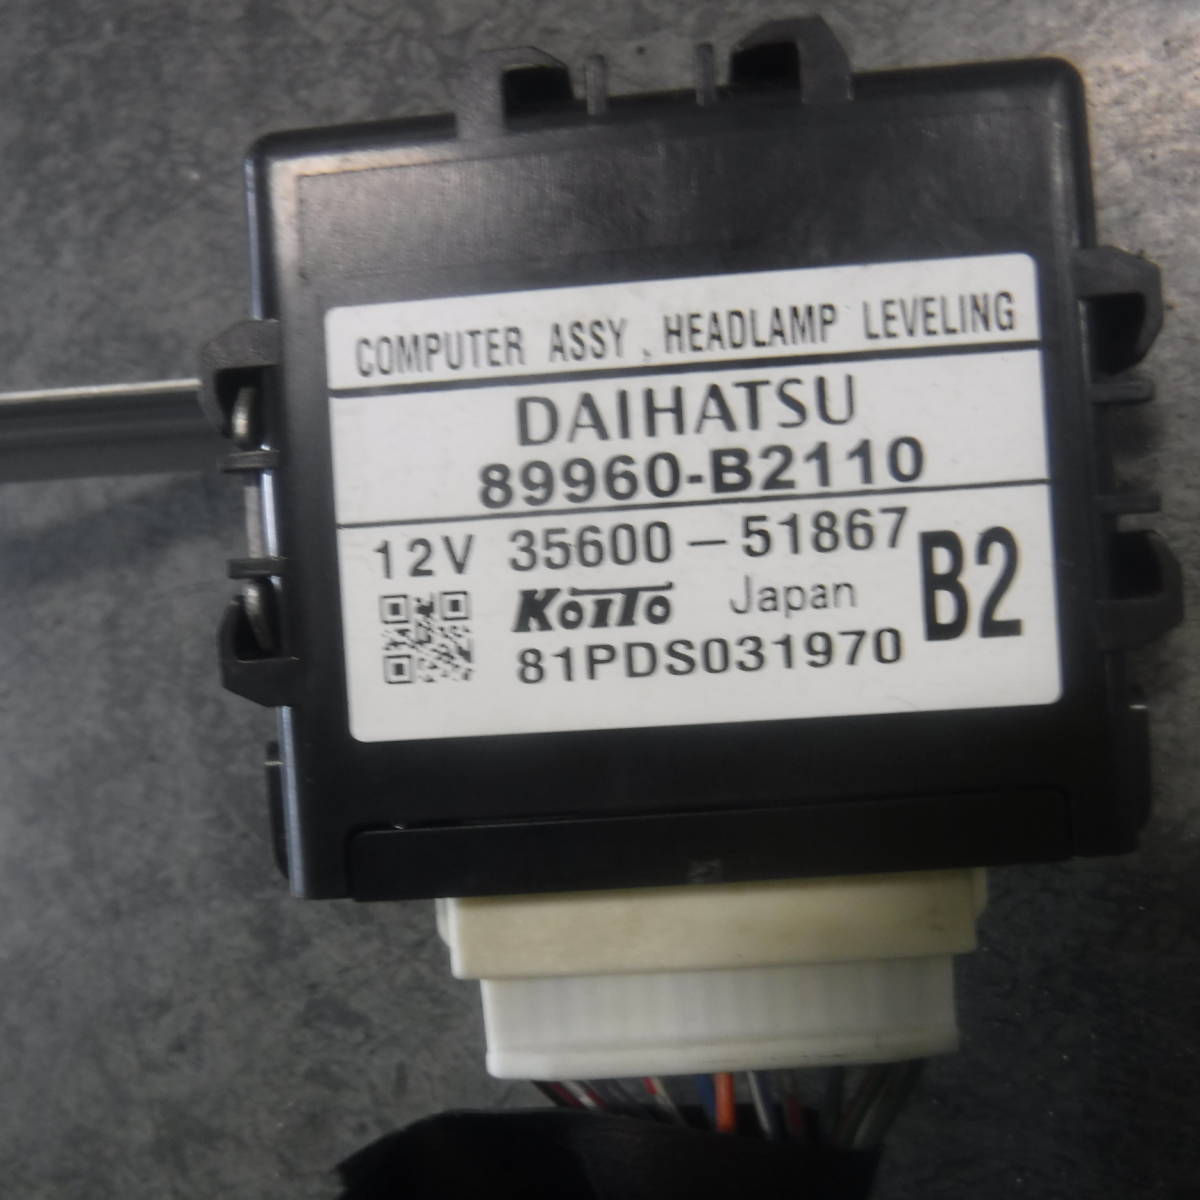 COMPUTER ASSY , HEADLAMP LEVELING
DAIHATSU
89960-B2110
12V 35600-51867
KOITO Japan B2
81PDS031970